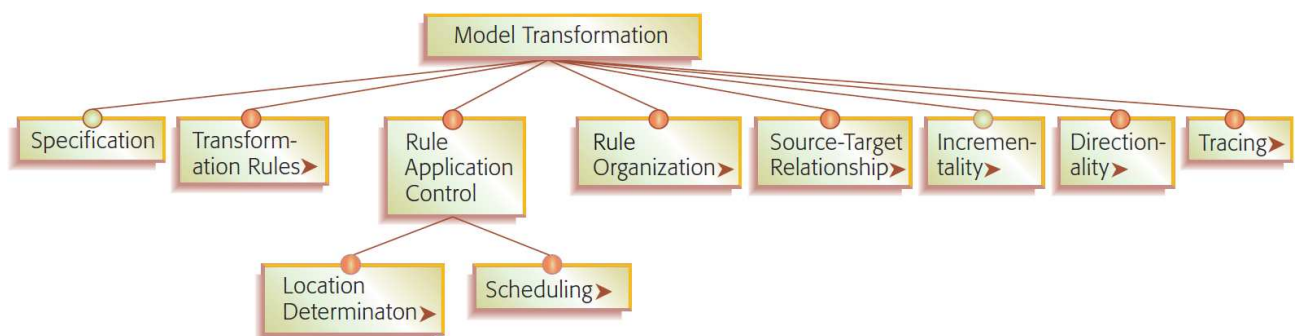 Model Transformation
Specification
Transform-
ation Rules
Rule
Application
Control
Rule
Organization
Source-Target
Relationship
Incremen-
tality
Direction-
ality
Tracing
Location
Determinaton
Scheduling